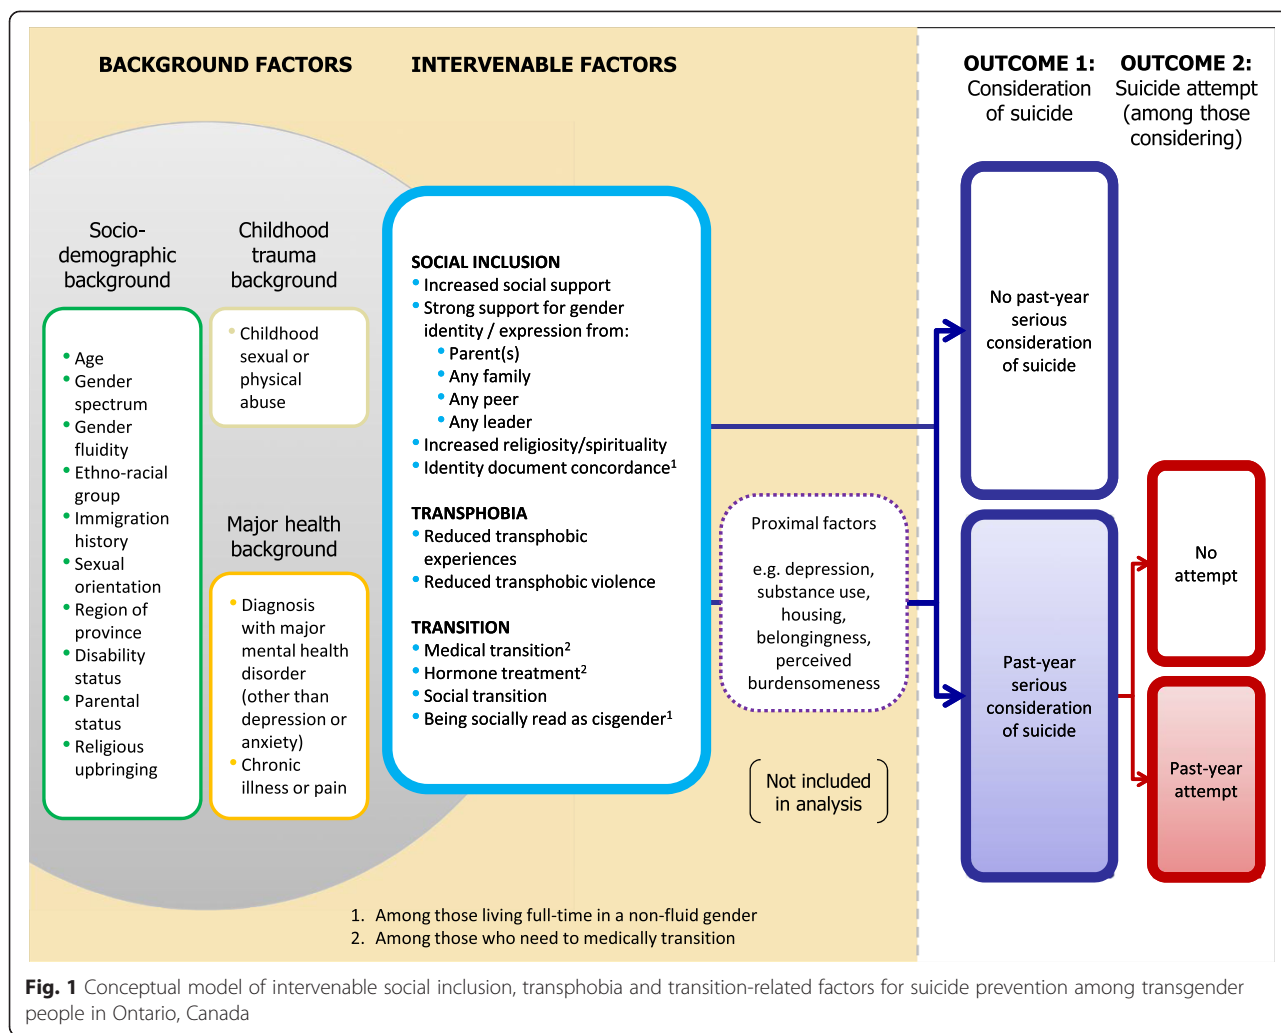 BACKGROUND FACTORS
INTERVENABLE FACTORS
OUTCOME 1:
Consideration
of suicide
OUTCOME 2:
Suicide attempt
(among those
considering)
Socio-
demographic
background
• Age
• Gender
spectrum
• Gender
fluidity
• Ethno-racial
group
• Immigration
history
• Sexual
orientation
• Region of
province
• Disability
status
• Parental
status
• Religious
upbringing
Childhood
trauma
background
• Childhood
sexual or
physical
abuse
Major health
background
• Diagnosis
with major
mental health
disorder
(other than
depression or
anxiety)
• Chronic
illness or pain
SOCIAL INCLUSION
• Increased social support
• Strong support for gender
identity / expression from:
• Parent(s)
• Any family
• Any peer
• Any leader
• Increased religiosity/spirituality
• Identity document concordance¹
TRANSPHOBIA
• Reduced transphobic
experiences
• Reduced transphobic violence
TRANSITION
• Medical transition²
• Hormone treatment²
• Social transition
• Being socially read as cisgender¹
Proximal factors
e.g. depression,
substance use,
housing,
belongingness,
perceived
burdensomeness
Not included
in analysis
No past-year
serious
consideration
of suicide
Past-year
serious
consideration
of suicide
No
attempt
Past-year
attempt
1. Among those living full-time in a non-fluid gender
2. Among those who need to medically transition
Fig. 1 Conceptual model of intervenable social inclusion, transphobia and transition-related factors for suicide prevention among transgender
people in Ontario, Canada